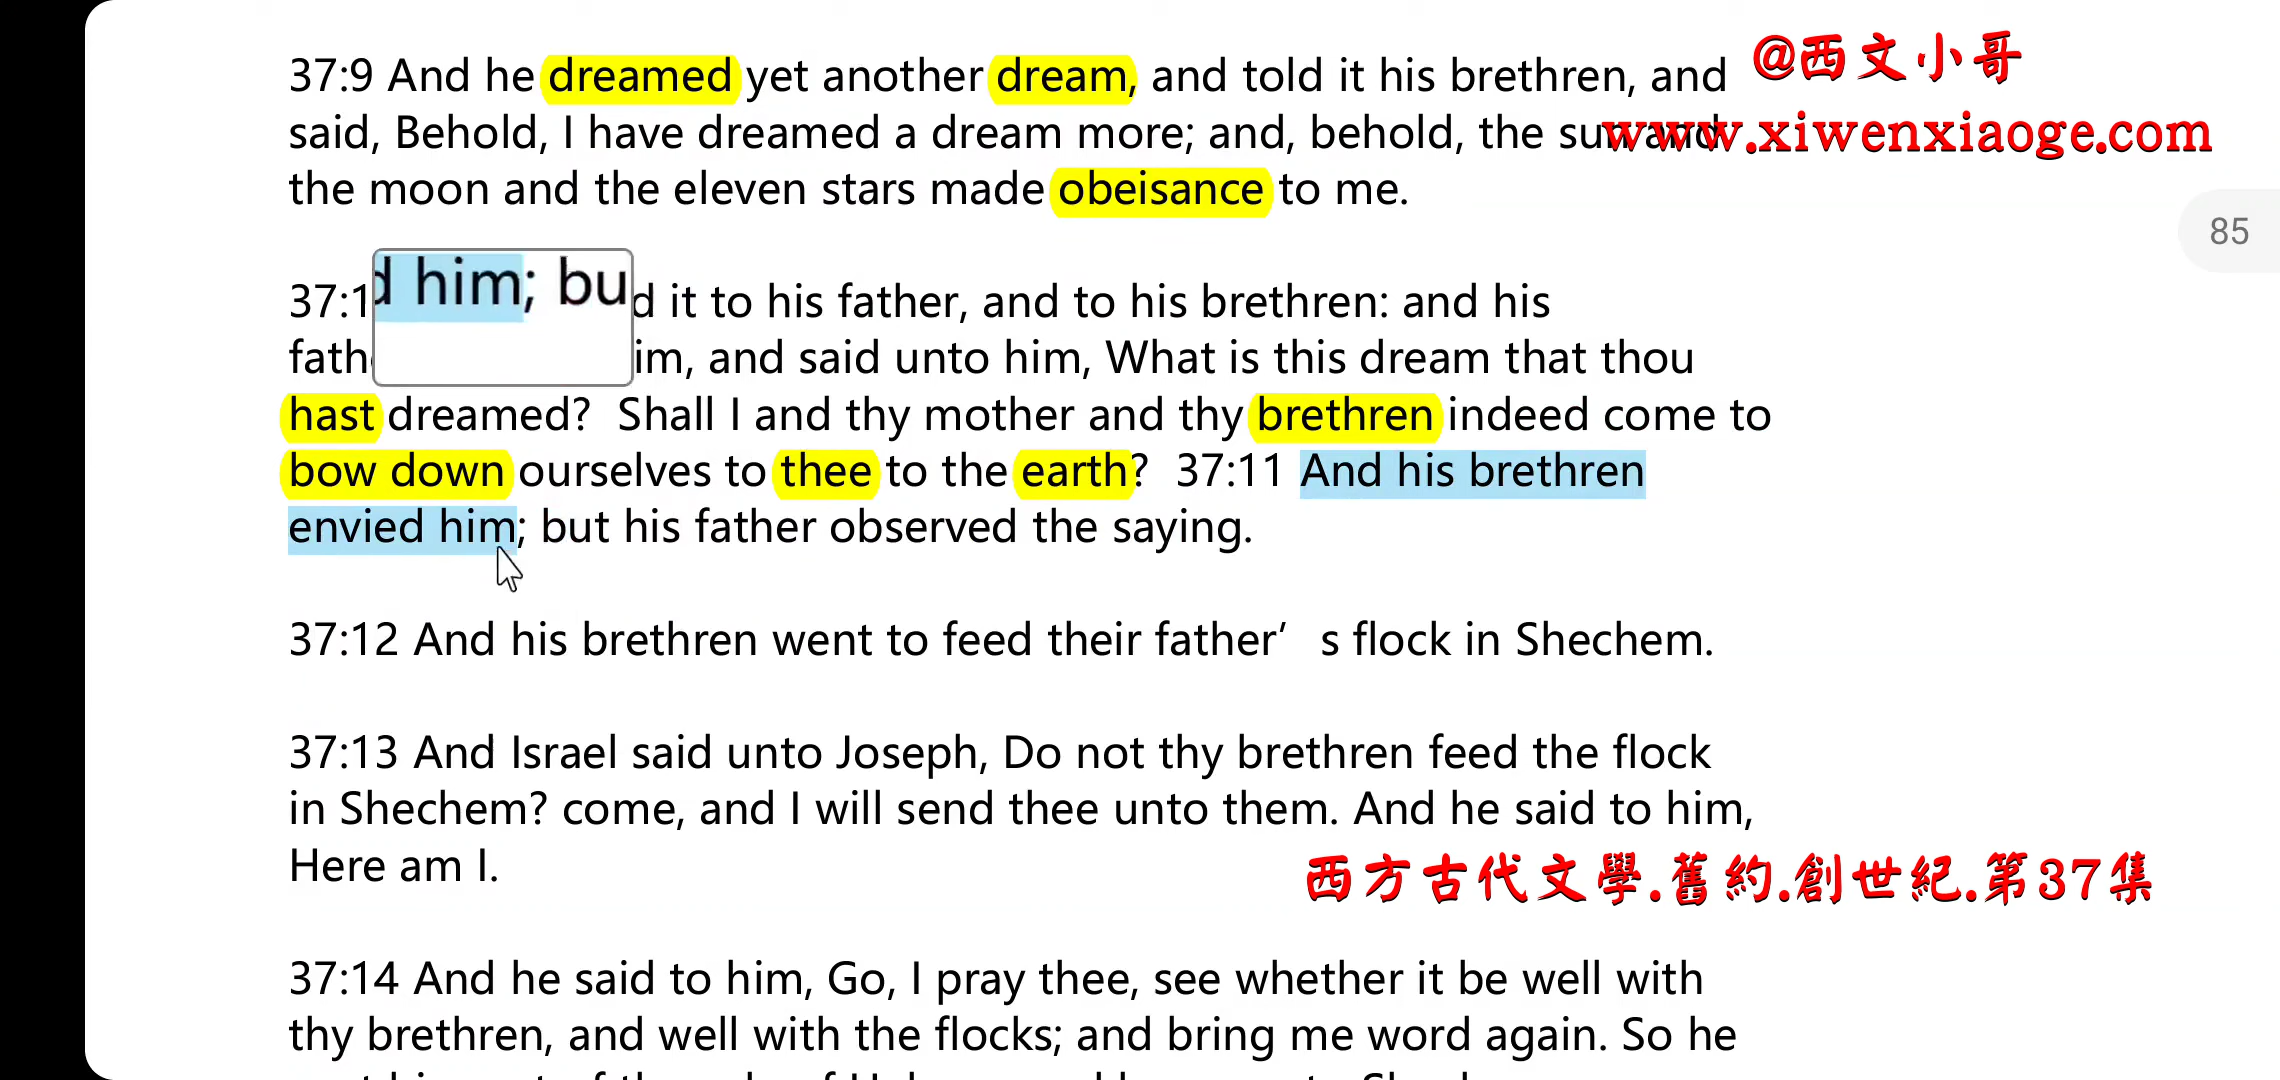 37:9 And he dreamed yet another dream, and told it his brethren, and
@西文小哥
said, Behold, I have dreamed a dream more; and, behold, the sun and
www.xiwenxiaoge.com
the moon and the eleven stars made obeisance to me.
85
d him; bu
37:1 d it to his father, and to his brethren: and his
fath im, and said unto him, What is this dream that thou
hast dreamed? Shall I and thy mother and thy brethren indeed come to
bow down ourselves to thee to the earth? 37:11 And his brethren
envied him; but his father observed the saying.
37:12 And his brethren went to feed their father’ s flock in Shechem.
37:13 And Israel said unto Joseph, Do not thy brethren feed the flock
in Shechem? come, and I will send thee unto them. And he said to him,
Here am I.
西方古代文學.舊約.創世紀.第37集
37:14 And he said to him, Go, I pray thee, see whether it be well with
thy brethren, and well with the flocks; and bring me word again. So he